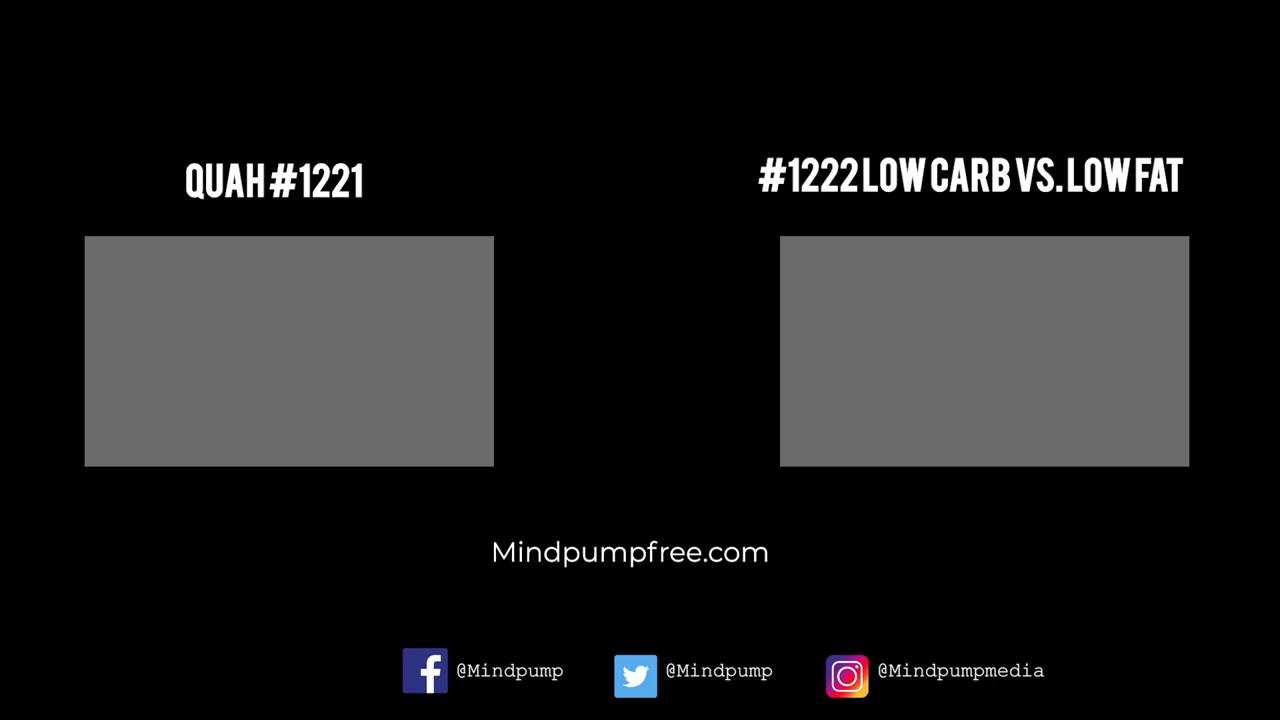 QUAH #1221
#1222 LOW CARB VS. LOW FAT
Mindpumpfree.com
@Mindpump
@Mindpump
@Mindpumpmedia